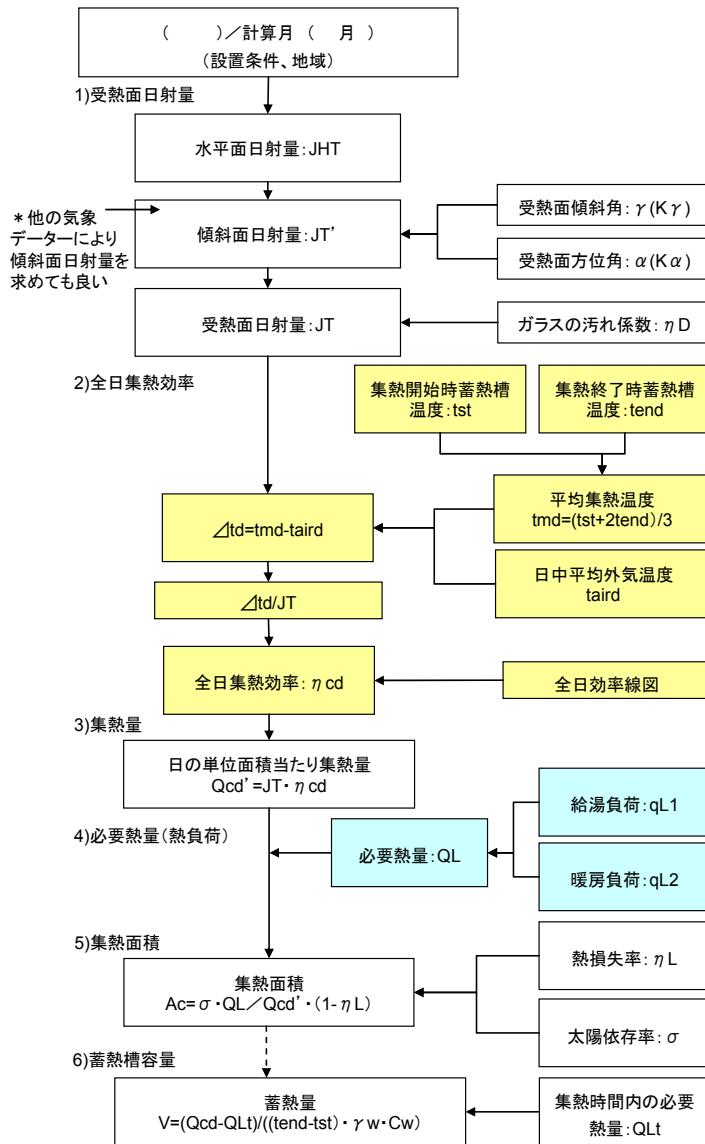 (　　　)／計算月 (　月 )
(設置条件、地域)
1)受熱面日射量
水平面日射量：JHT
＊他の気象
データーにより
傾斜面日射量を
求めても良い
傾斜面日射量：JT’
受熱面傾斜角：γ(Kγ)
受熱面方位角：α(Kα)
受熱面日射量：JT
ガラスの汚れ係数：ηD
2)全日集熱効率
集熱開始時蓄熱槽
温度：tst
集熱終了時蓄熱槽
温度：tend
平均集熱温度
tmd=(tst+2tend)/3
⊿td=tmd-taird
日中平均外気温度
taird
⊿td/JT
全日集熱効率：ηcd
全日効率線図
3)集熱量
日の単位面積当たり集熱量
Qcd’=JT・ηcd
4)必要熱量(熱負荷)
必要熱量：QL
給湯負荷：qL1
暖房負荷：qL2
5)集熱面積
集熱面積
Ac=σ・QL／Qcd’・(1-ηL)
熱損失率：ηL
太陽依存率：σ
6)蓄熱槽容量
蓄熱量
V=(Qcd-QLt)/((tend-tst)・γw・Cw)
集熱時間内の必要
熱量：QLt